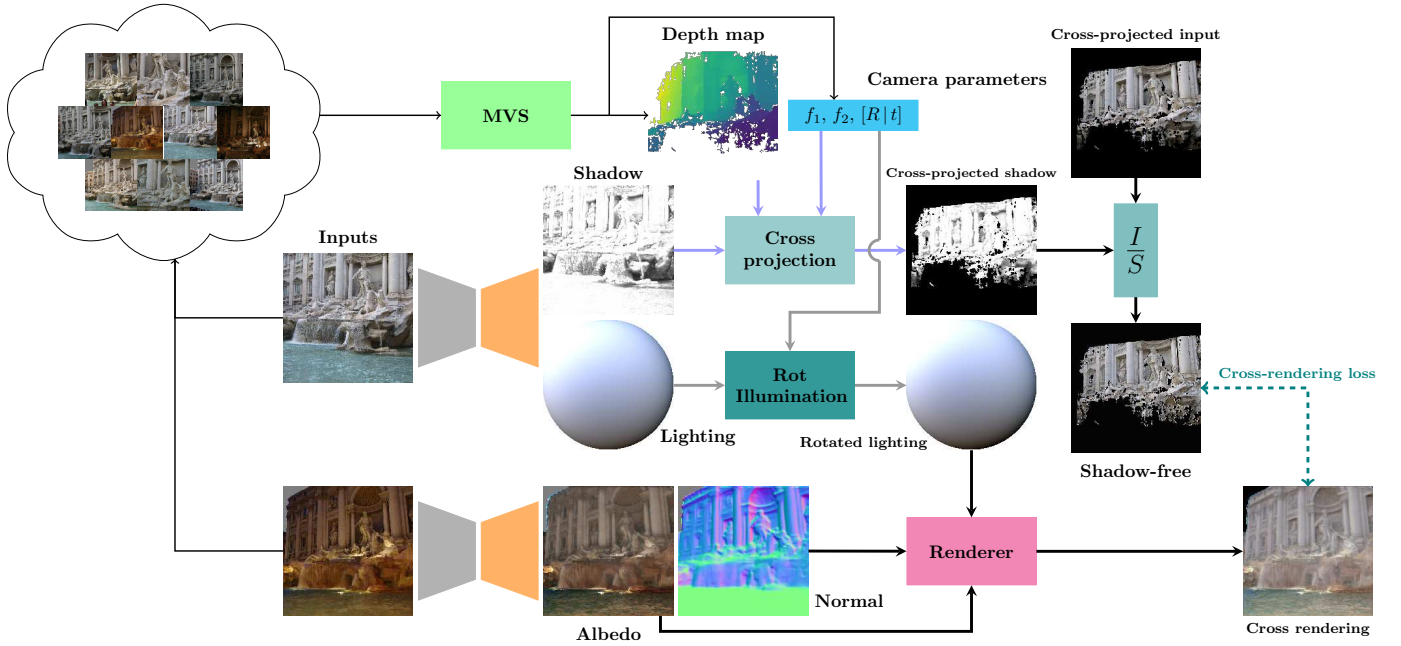 Depth map
Cross-projected input
Camera parameters
MVS
f₁, f₂, [R | t]
Shadow
Cross-projected shadow
Inputs
Cross
projection
I
S
Rot
Illumination
Cross-rendering loss
Lighting
Rotated lighting
Shadow-free
Renderer
Normal
Albedo
Cross rendering